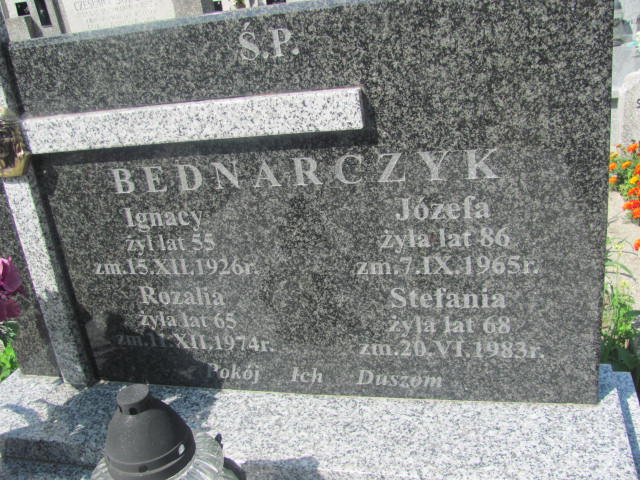 Ś.P.
BEDNARCZYK
Ignacy
żył lat 55
zm.15.XII.1926r.
Józefa
żyła lat 86
zm.7.IX.1965r.
Rozalia
żyła lat 65
zm.11.XII.1974r.
Stefania
żyła lat 68
zm.20.VI.1983r.
Pokój Ich Duszom